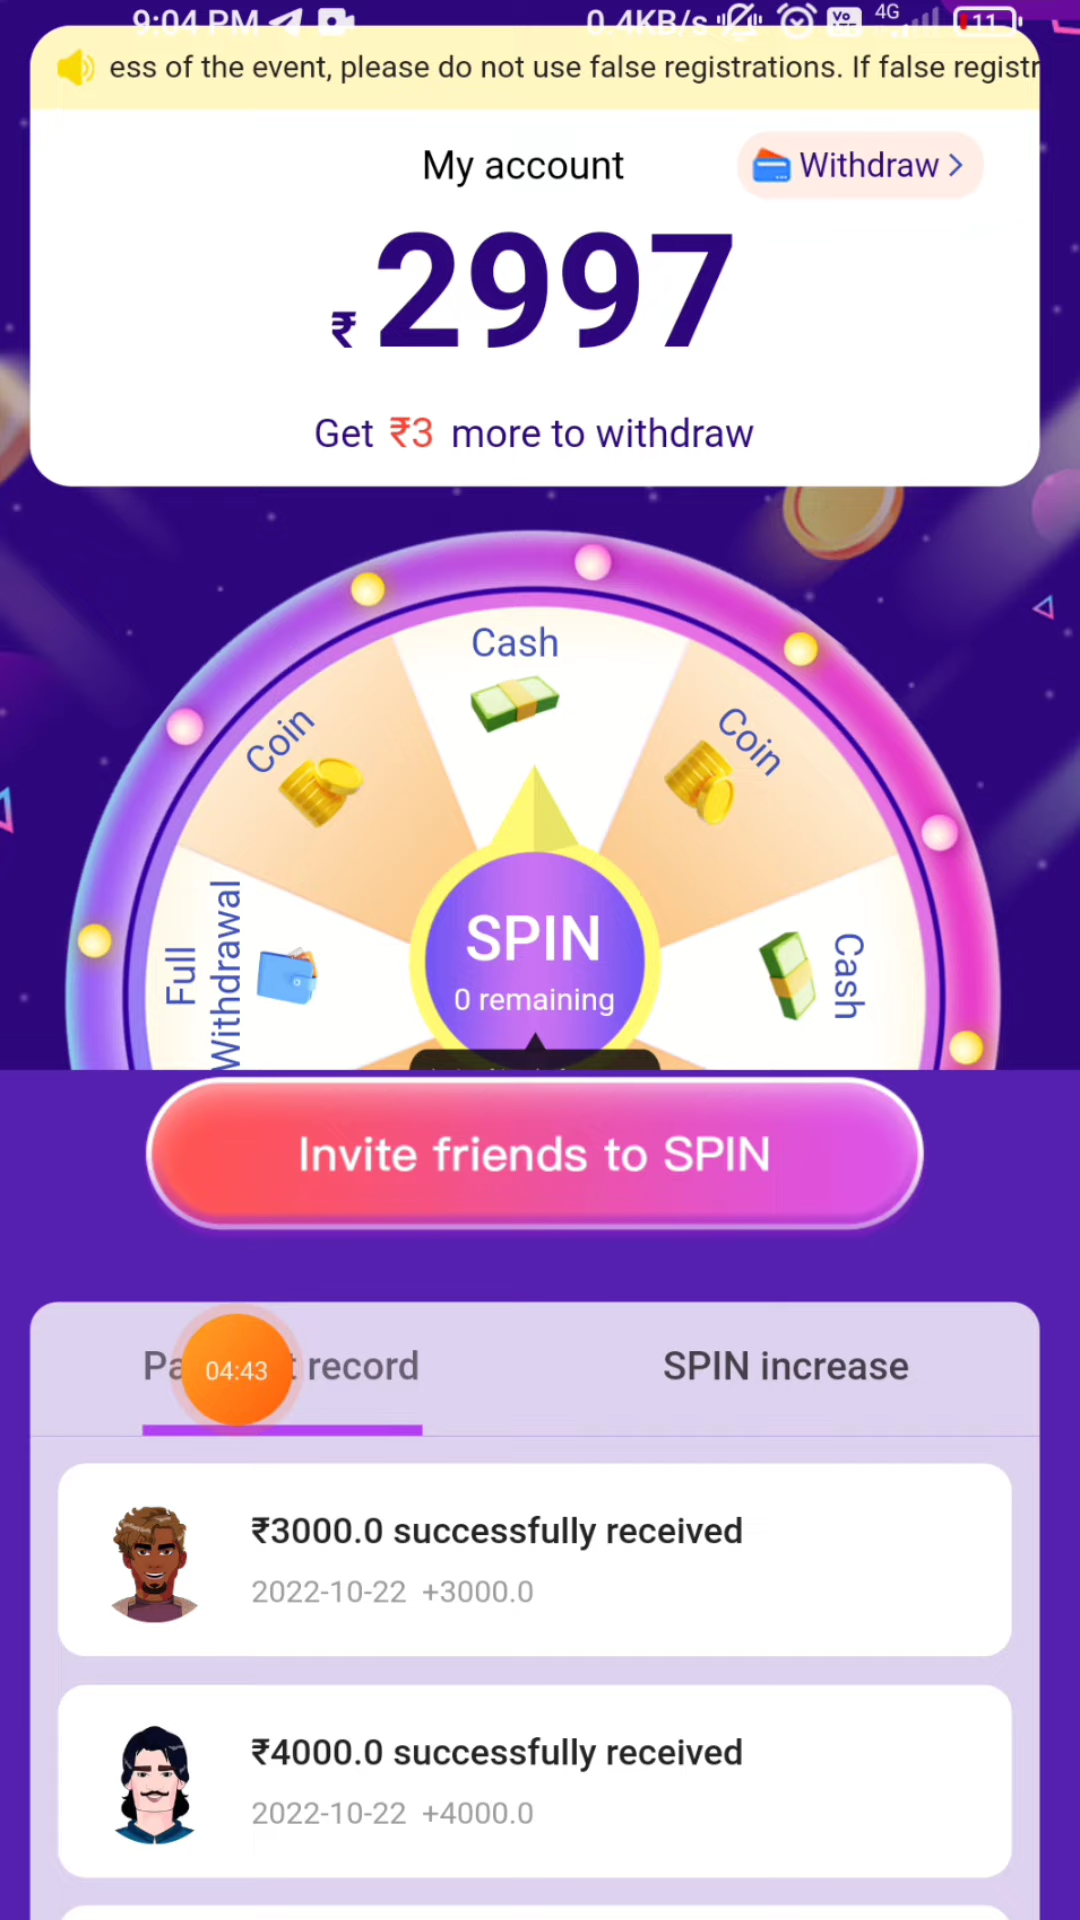 9:04 PM 0.4KB/s Vo 4G 11
ess of the event, please do not use false registrations. If false registr
My account
Withdraw >
₹ 2997
Get ₹3 more to withdraw
Cash
Coin
Coin
Full
Withdrawal
Cash
SPIN
0 remaining
Invite friends to SPIN
04:43
record
SPIN increase
₹3000.0 successfully received
2022-10-22 +3000.0
₹4000.0 successfully received
2022-10-22 +4000.0